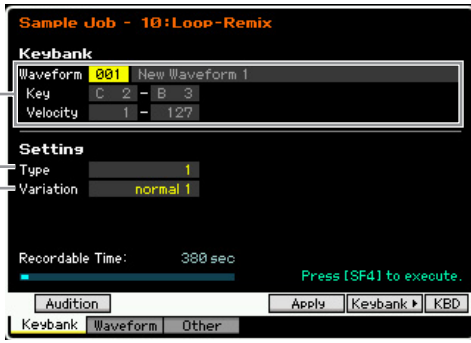 Sample Job - 10:Loop-Remix
Keybank
Waveform 001 New Waveform 1
Key C 2 - B 3
Velocity 1 - 127
Setting
Type 1
Variation normal 1
Recordable Time: 380 sec
Press [SF4] to execute.
Audition Apply Keybank KBD
Keybank Waveform Other